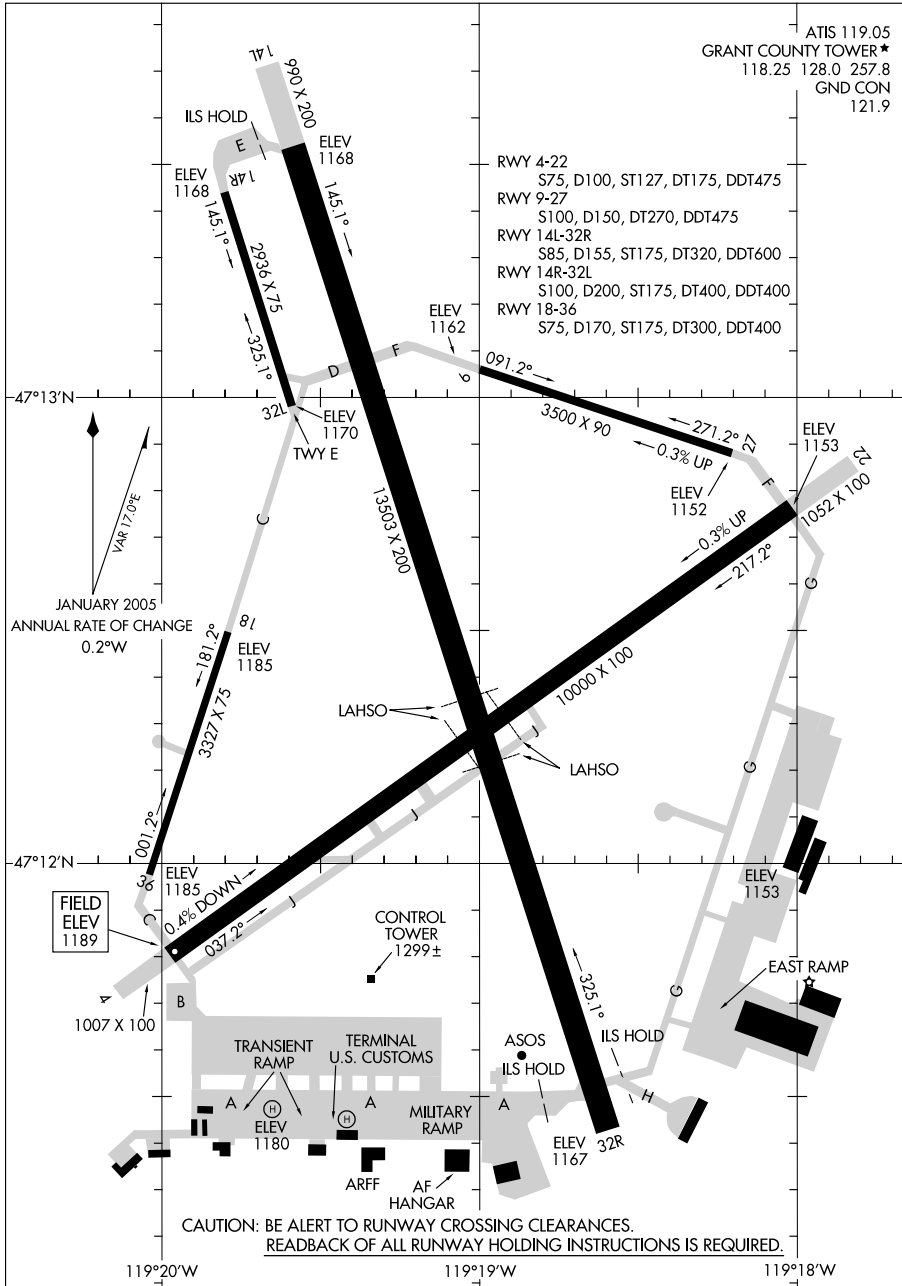 ATIS 119.05
GRANT COUNTY TOWER★
118.25 128.0 257.8
GND CON
121.9
14L
990 X 200
ILS HOLD
E
ELEV
1168
ELEV
1168
14R
145.1°
145.1°
2936 X 75
325.1°
RWY 4-22
S75, D100, ST127, DT175, DDT475
RWY 9-27
S100, D150, DT270, DDT475
RWY 14L-32R
S85, D155, ST175, DT320, DDT600
RWY 14R-32L
S100, D200, ST175, DT400, DDT400
RWY 18-36
S75, D170, ST175, DT300, DDT400
ELEV
1162
D
F
9
091.2°
3500 X 90
271.2°
27
0.3% UP
47°13'N
32L
ELEV
1170
TWY E
ELEV
1152
F
ELEV
1153
22
1052 X 100
0.3% UP
217.2°
VAR 17.0°E
JANUARY 2005
ANNUAL RATE OF CHANGE
0.2°W
C
13503 X 200
G
18
ELEV
1185
181.2°
3327 X 75
001.2°
10000 X 100
LAHSO
J
LAHSO
G
J
47°12'N
36
ELEV
1185
0.4% DOWN
037.2°
J
C
FIELD
ELEV
1189
ELEV
1153
CONTROL
TOWER
1299±
4
1007 X 100
B
325.1°
G
EAST RAMP
TRANSIENT
RAMP
TERMINAL
U.S. CUSTOMS
ASOS
ILS HOLD
ILS HOLD
H
A
H
ELEV
1180
H
A
MILITARY
RAMP
A
ELEV
1167
32R
ARFF
AF
HANGAR
CAUTION: BE ALERT TO RUNWAY CROSSING CLEARANCES.
READBACK OF ALL RUNWAY HOLDING INSTRUCTIONS IS REQUIRED.
119°20'W
119°19'W
119°18'W